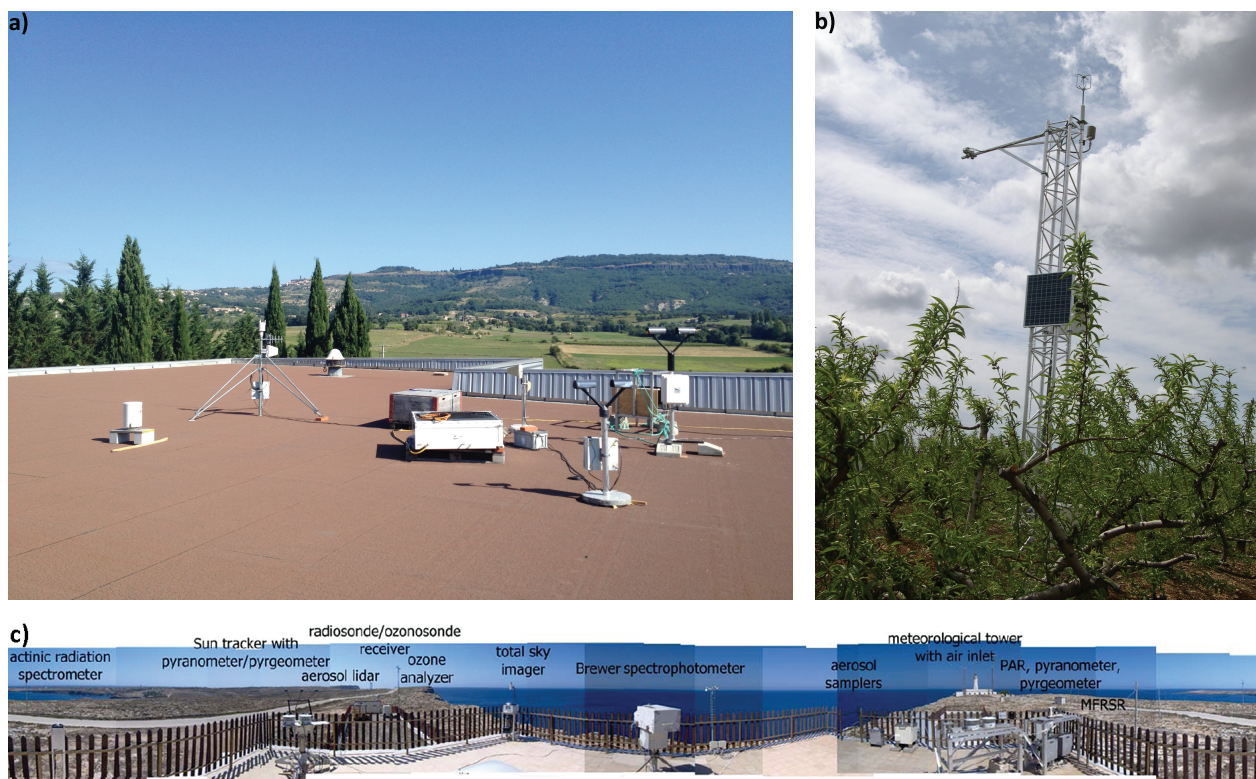 a)
b)
c)
actinic radiation
spectrometer
Sun tracker with
pyranometer/pyrgeometer
radiosonde/ozonosonde
receiver
aerosol lidar
ozone
analyzer
total sky
imager
Brewer spectrophotometer
aerosol
samplers
meteorological tower
with air inlet
PAR, pyranometer,
pyrgeometer
MFRSR